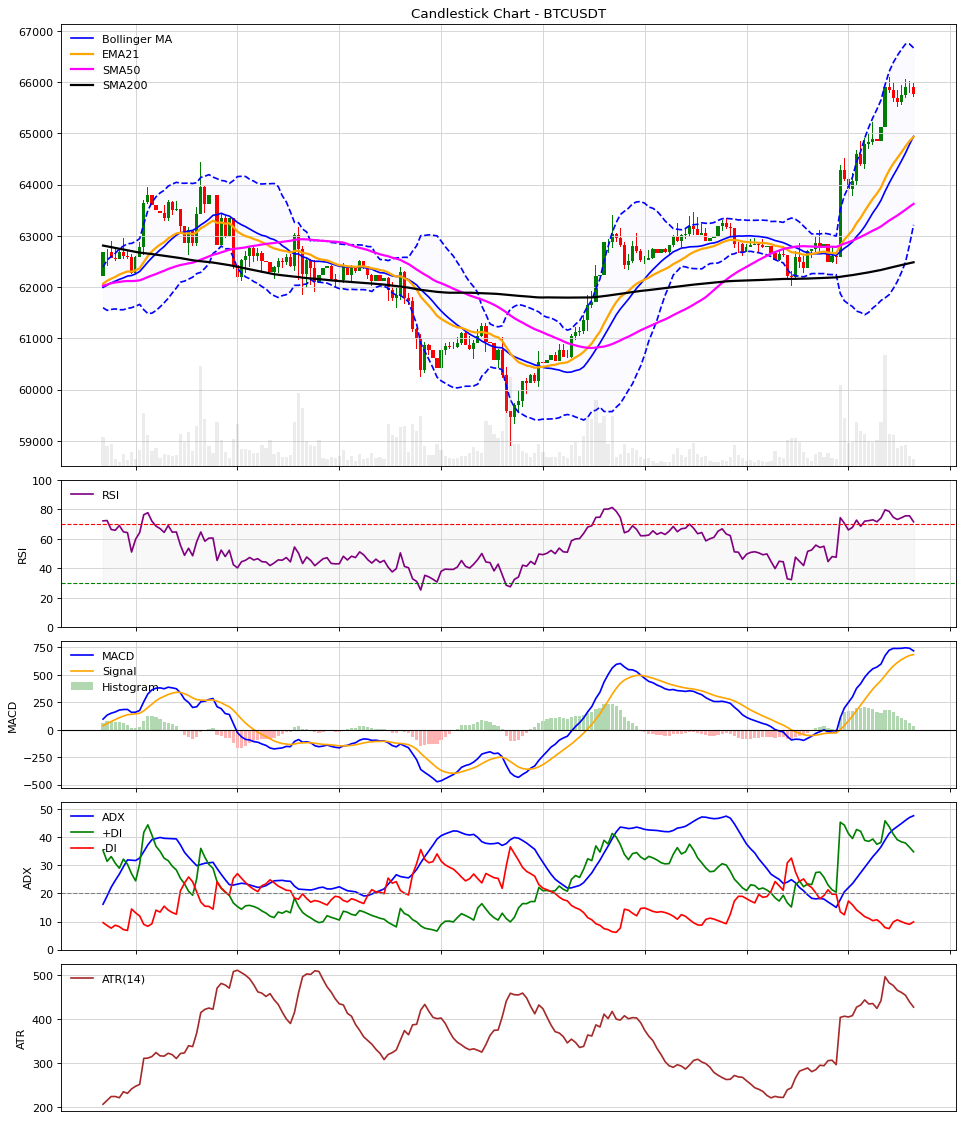 Candlestick Chart - BTCUSDT
67000
66000
65000
64000
63000
62000
61000
60000
59000
Bollinger MA
EMA21
SMA50
SMA200
100
80
60
40
20
0
RSI
RSI
750
500
250
0
−250
−500
MACD
MACD
Signal
Histogram
50
40
30
20
10
0
ADX
ADX
+DI
-DI
500
400
300
200
ATR
ATR(14)